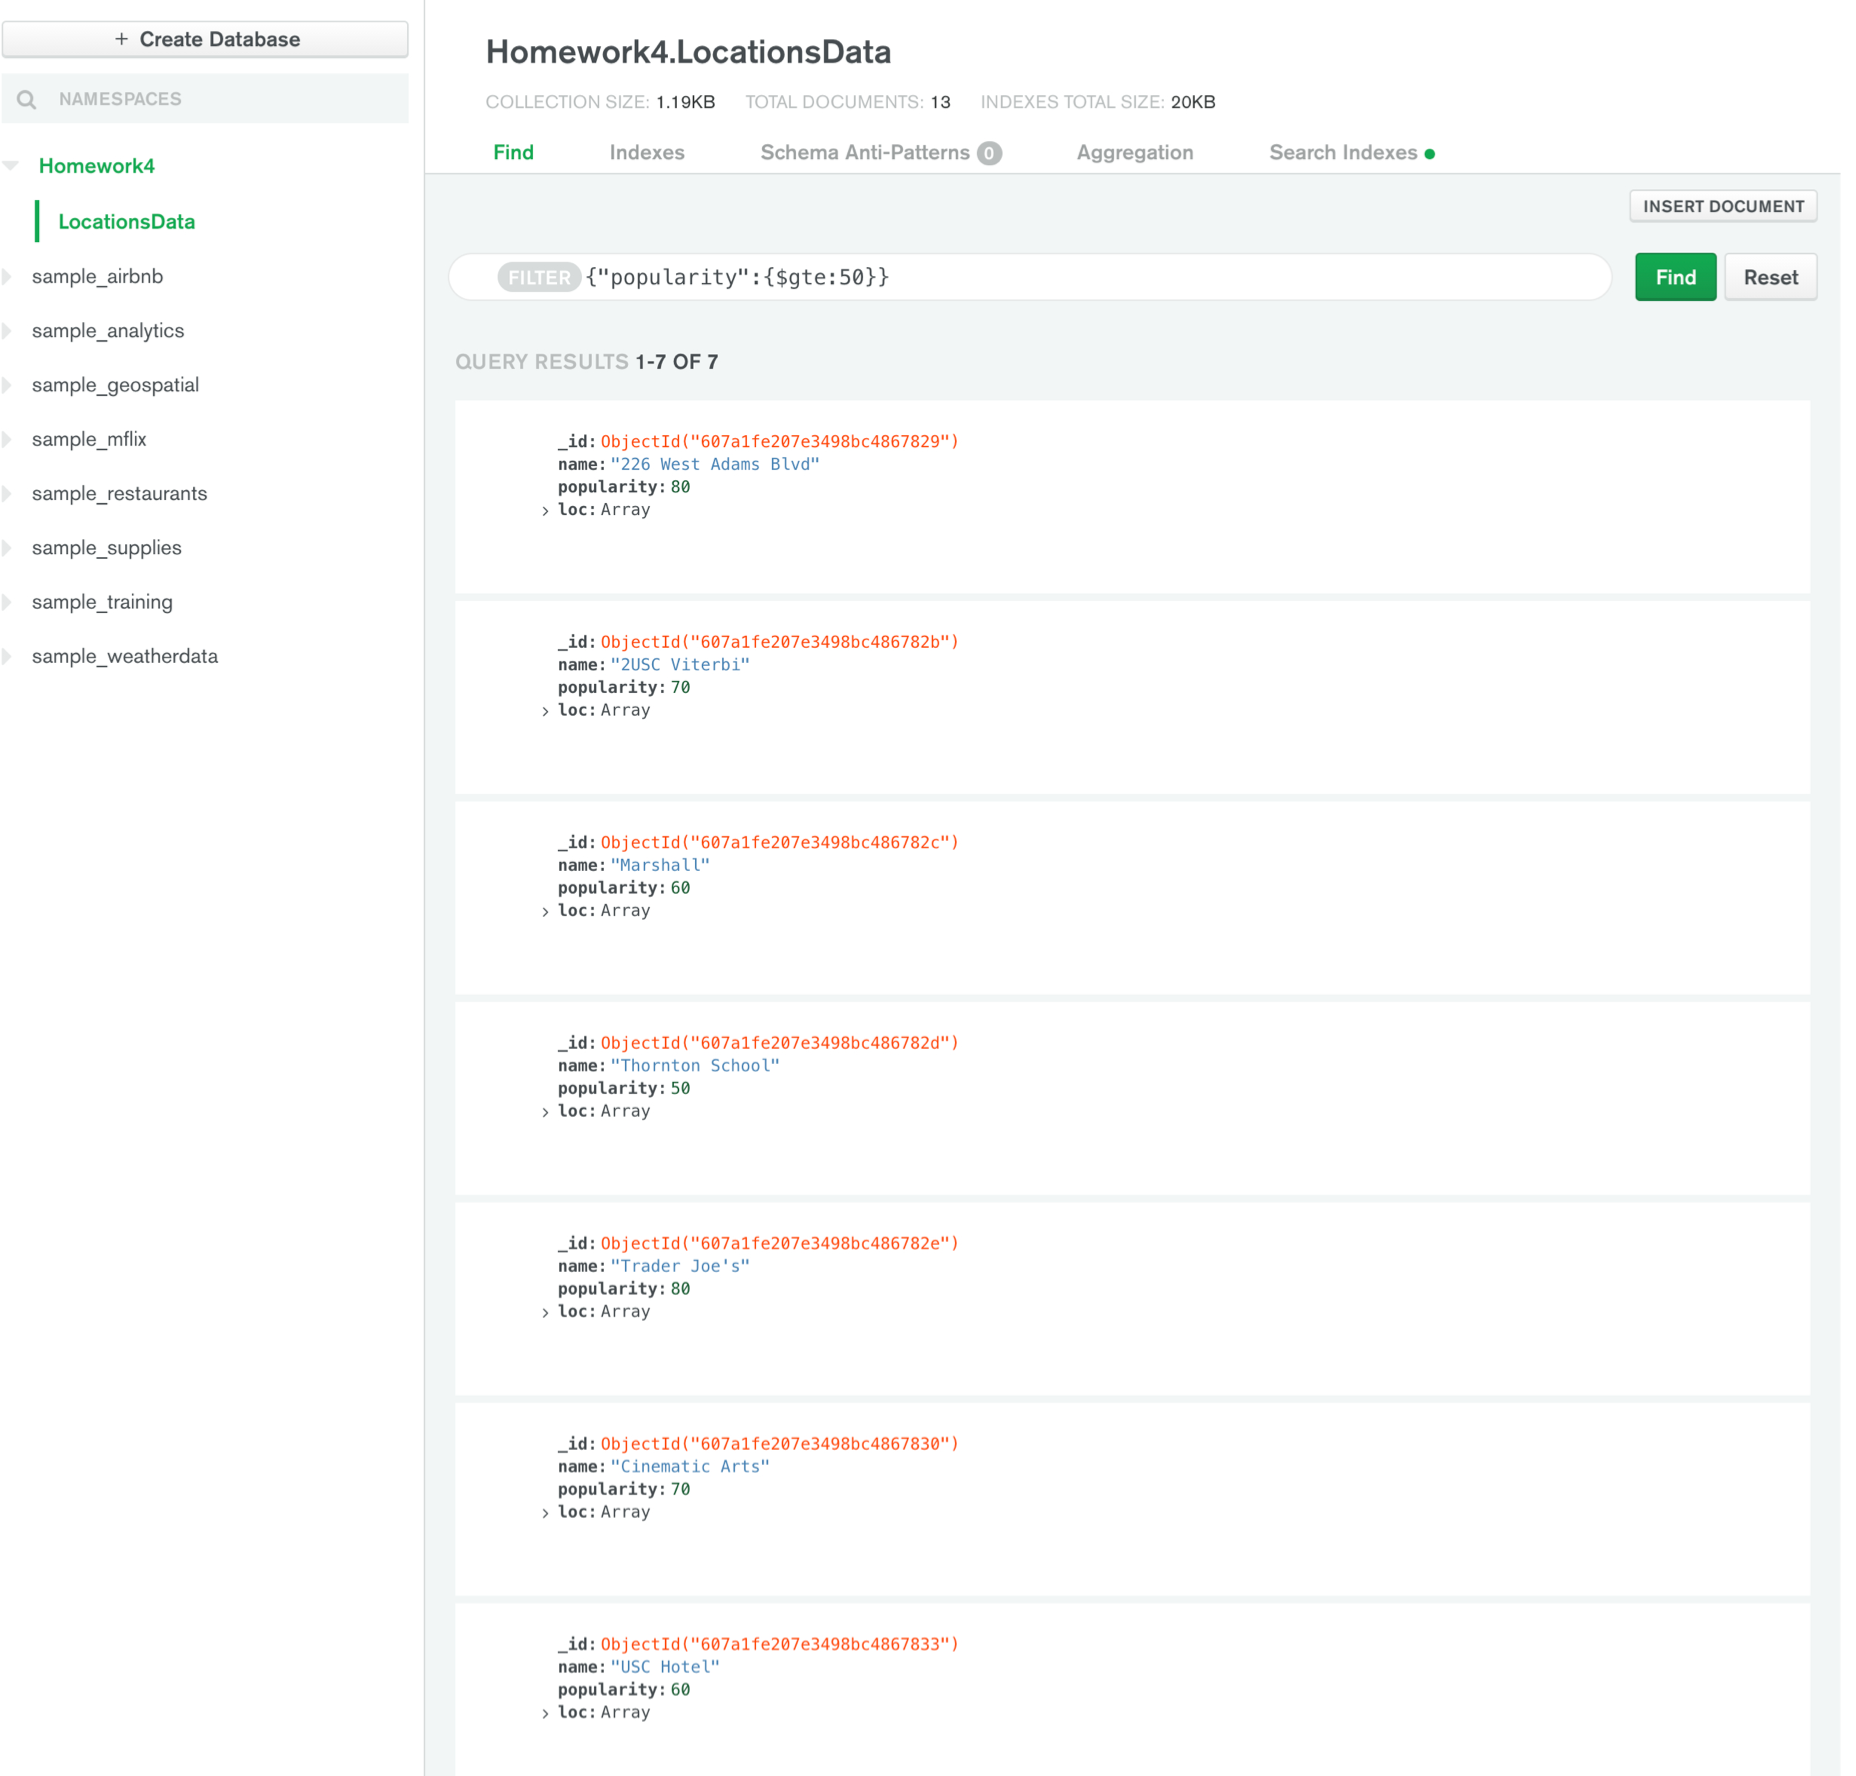 + Create Database
NAMESPACES
Homework4
LocationsData
sample_airbnb
sample_analytics
sample_geospatial
sample_mflix
sample_restaurants
sample_supplies
sample_training
sample_weatherdata
Homework4.LocationsData
COLLECTION SIZE: 1.19KB TOTAL DOCUMENTS: 13 INDEXES TOTAL SIZE: 20KB
Find Indexes Schema Anti-Patterns 0 Aggregation Search Indexes
INSERT DOCUMENT
FILTER {"popularity":{$gte:50}} Find Reset
QUERY RESULTS 1-7 OF 7
_id: ObjectId("607a1fe207e3498bc4867829")
name: "226 West Adams Blvd"
popularity: 80
> loc: Array
_id: ObjectId("607a1fe207e3498bc486782b")
name: "2USC Viterbi"
popularity: 70
> loc: Array
_id: ObjectId("607a1fe207e3498bc486782c")
name: "Marshall"
popularity: 60
> loc: Array
_id: ObjectId("607a1fe207e3498bc486782d")
name: "Thornton School"
popularity: 50
> loc: Array
_id: ObjectId("607a1fe207e3498bc486782e")
name: "Trader Joe's"
popularity: 80
> loc: Array
_id: ObjectId("607a1fe207e3498bc4867830")
name: "Cinematic Arts"
popularity: 70
> loc: Array
_id: ObjectId("607a1fe207e3498bc4867833")
name: "USC Hotel"
popularity: 60
> loc: Array